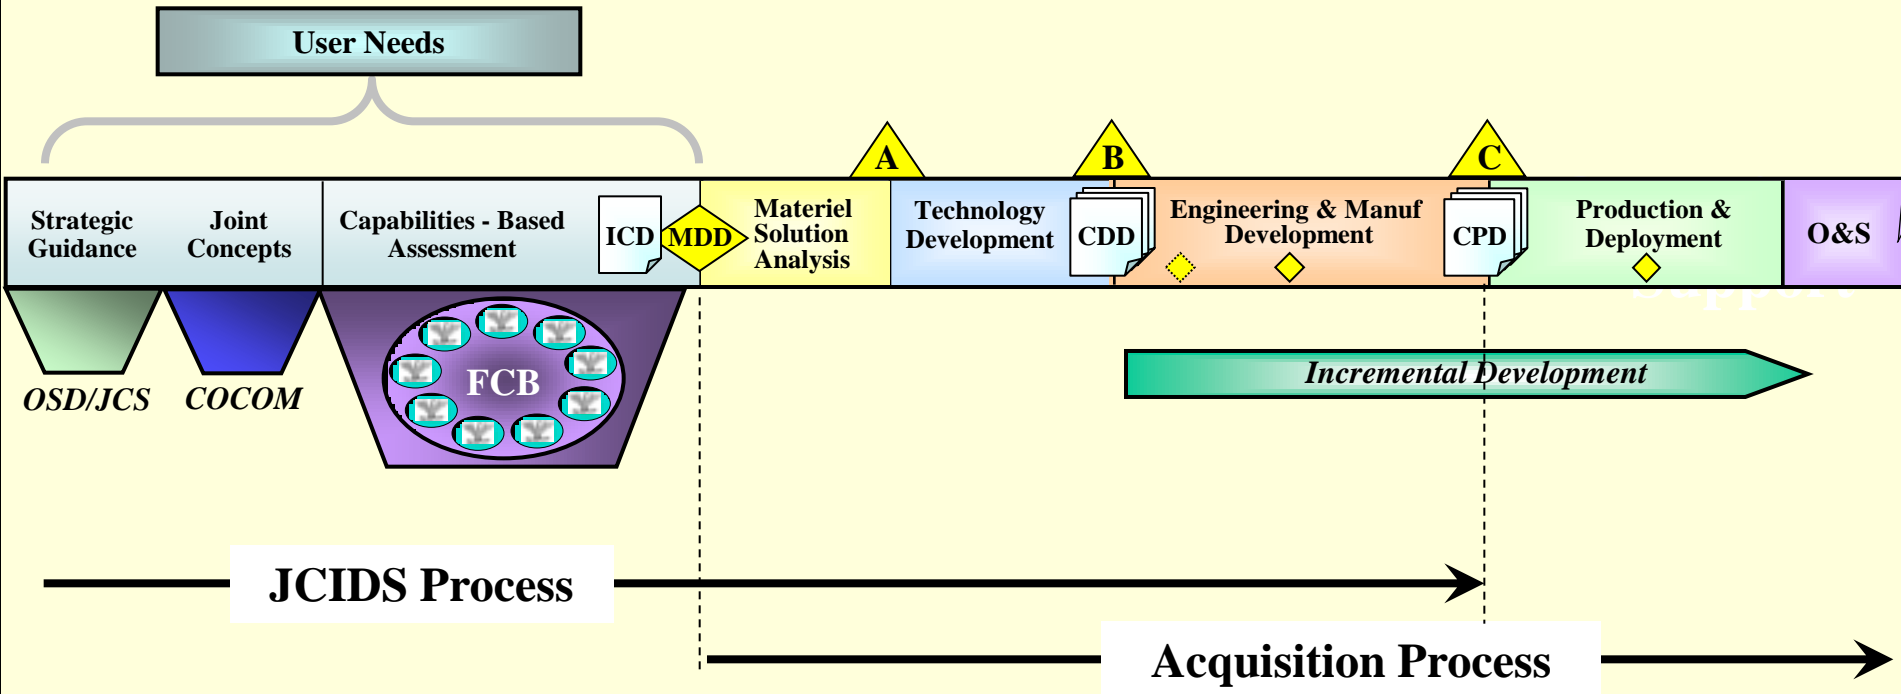 User Needs
A
B
C
Strategic
Guidance
Joint
Concepts
Capabilities - Based
Assessment
ICD
MDD
Materiel
Solution
Analysis
Technology
Development
CDD
Engineering & Manuf
Development
CPD
Production &
Deployment
O&S
Support
OSD/JCS
COCOM
FCB
Incremental Development
JCIDS Process
Acquisition Process